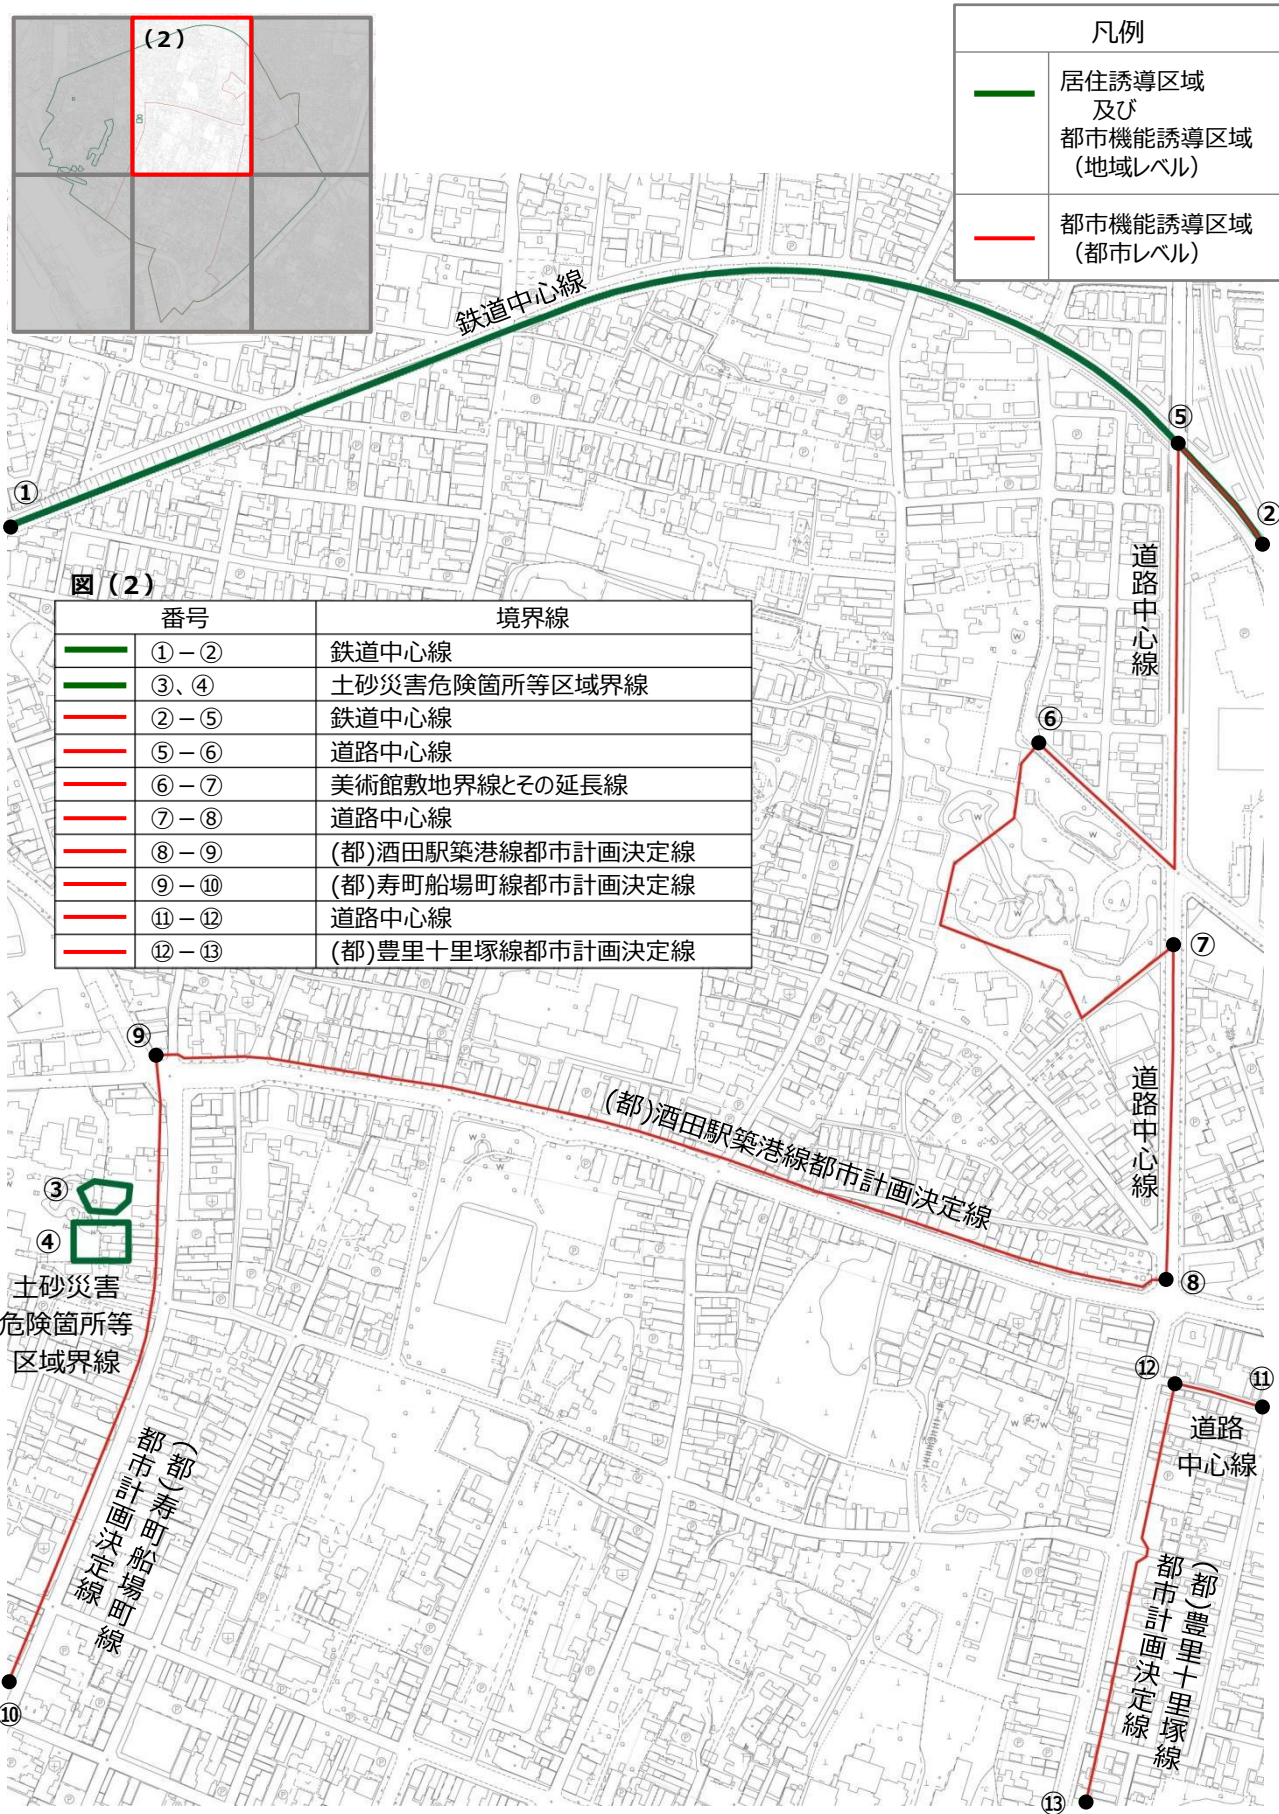 (2)
凡例
居住誘導区域
及び
都市機能誘導区域
(地域レベル)
都市機能誘導区域
(都市レベル)
鉄道中心線
①
⑤
②
道路中心線
図(2)
番号 境界線
①－② 鉄道中心線
③、④ 土砂災害危険箇所等区域界線
②－⑤ 鉄道中心線
⑤－⑥ 道路中心線
⑥－⑦ 美術館敷地界線とその延長線
⑦－⑧ 道路中心線
⑧－⑨ (都)酒田駅築港線都市計画決定線
⑨－⑩ (都)寿町船場町線都市計画決定線
⑪－⑫ 道路中心線
⑫－⑬ (都)豊里十里塚線都市計画決定線
⑥
⑦
⑨
道路中心線
(都)酒田駅築港線都市計画決定線
③
④
土砂災害
危険箇所等
区域界線
⑧
⑫
⑪
道路
中心線
(都)寿町船場町線
都市計画決定線
(都)豊里十里塚線
都市計画決定線
⑩
⑬